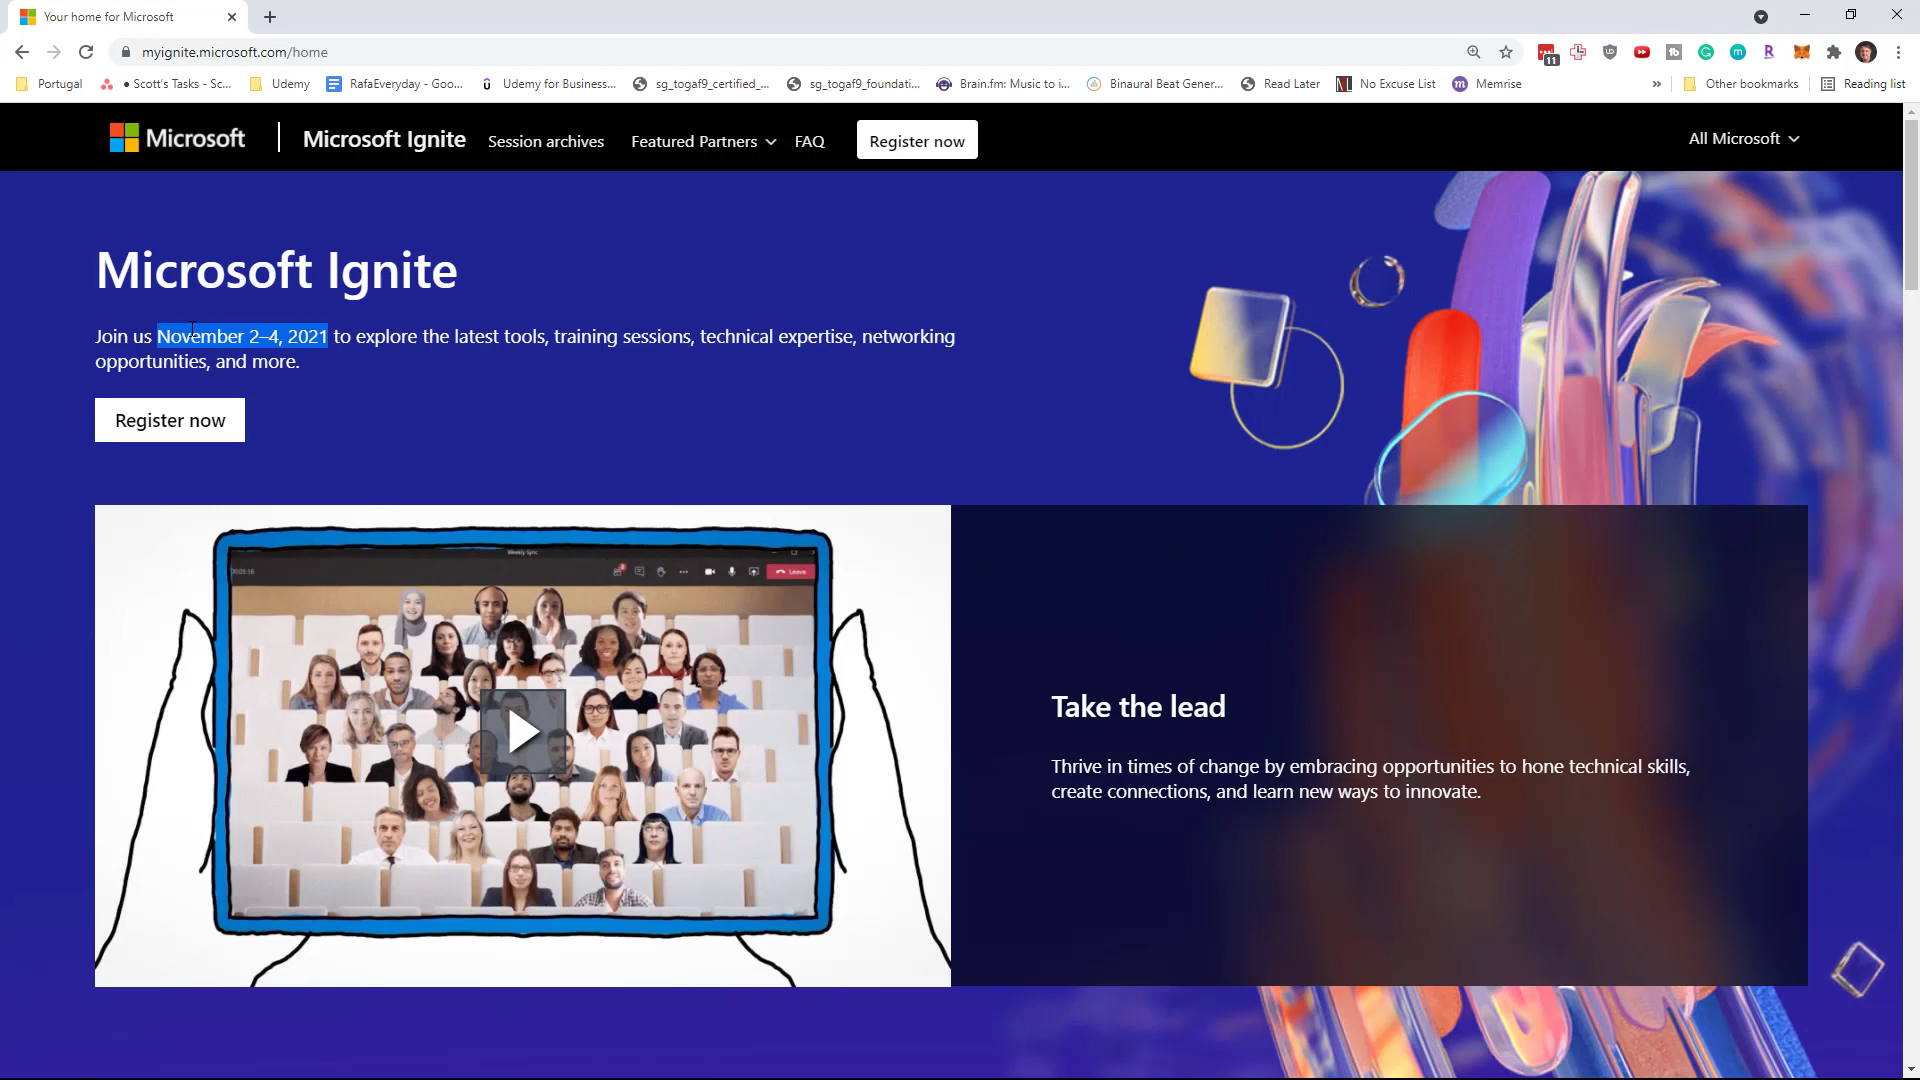 Your home for Microsoft
myignite.microsoft.com/home
11
Portugal
• Scott's Tasks - Sc...
Udemy
RafaEveryday - Goo...
Udemy for Business...
sg_togaf9_certified_...
sg_togaf9_foundati...
Brain.fm: Music to i...
Binaural Beat Gener...
Read Later
No Excuse List
Memrise
»
Other bookmarks
Reading list
Microsoft
Microsoft Ignite
Session archives
Featured Partners
FAQ
Register now
All Microsoft
Microsoft Ignite
Join us November 2–4, 2021 to explore the latest tools, training sessions, technical expertise, networking
opportunities, and more.
Register now
Weekly Sync
Leave
Take the lead
Thrive in times of change by embracing opportunities to hone technical skills,
create connections, and learn new ways to innovate.